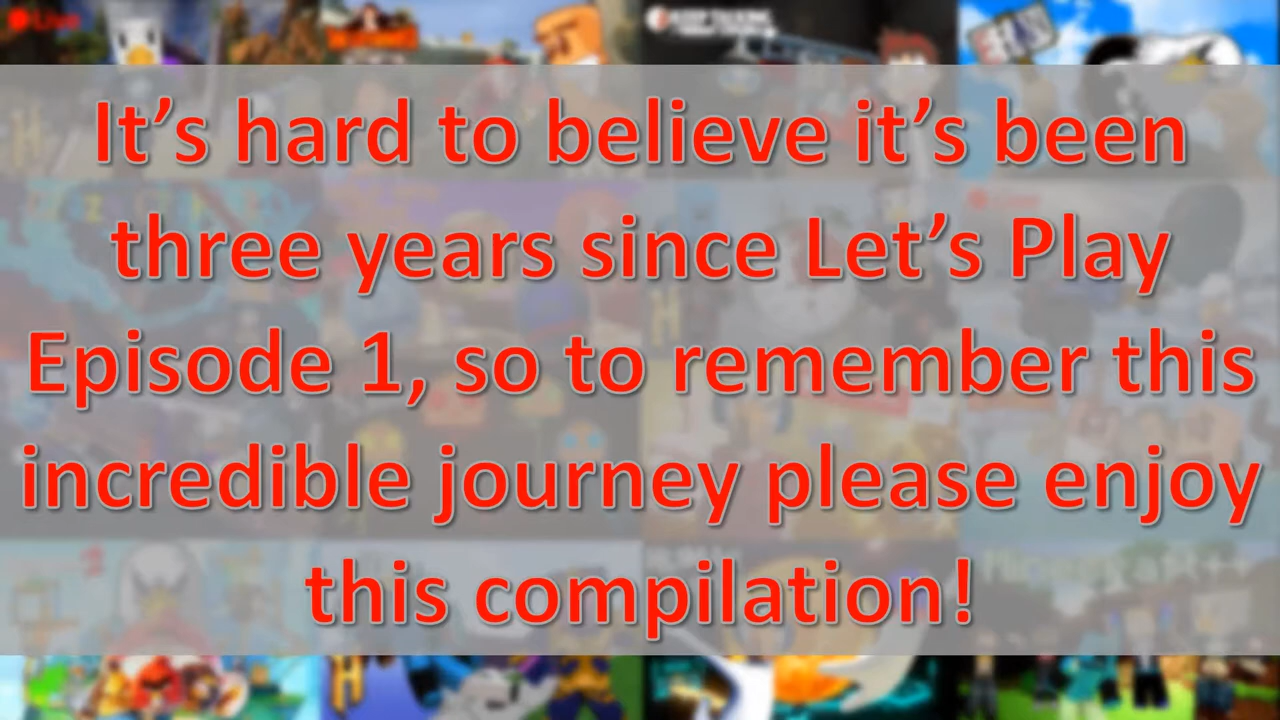 It’s hard to believe it’s been
three years since Let’s Play
Episode 1, so to remember this
incredible journey please enjoy
this compilation!